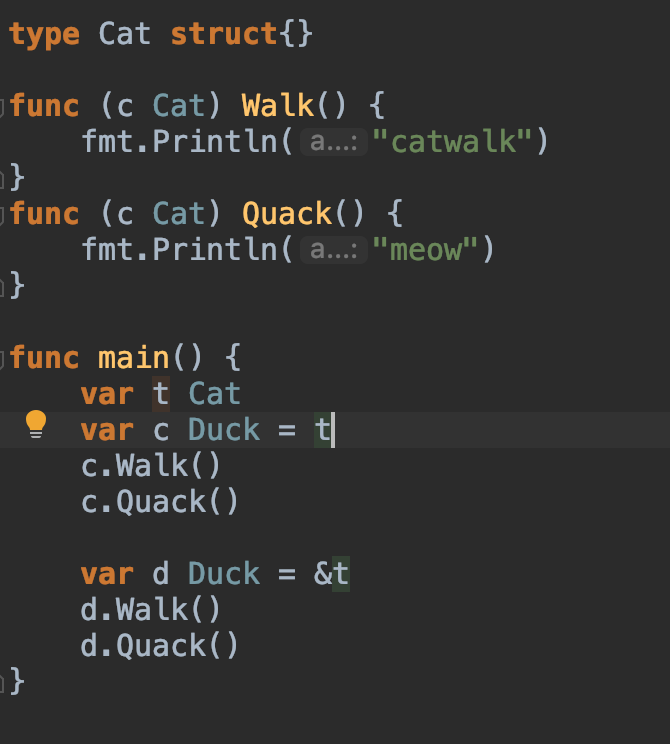 type Cat struct{}
func (c Cat) Walk() {
    fmt.Println( a...: "catwalk")
}
func (c Cat) Quack() {
    fmt.Println( a...: "meow")
}
func main() {
    var t Cat
    var c Duck = t
    c.Walk()
    c.Quack()
    var d Duck = &t
    d.Walk()
    d.Quack()
}